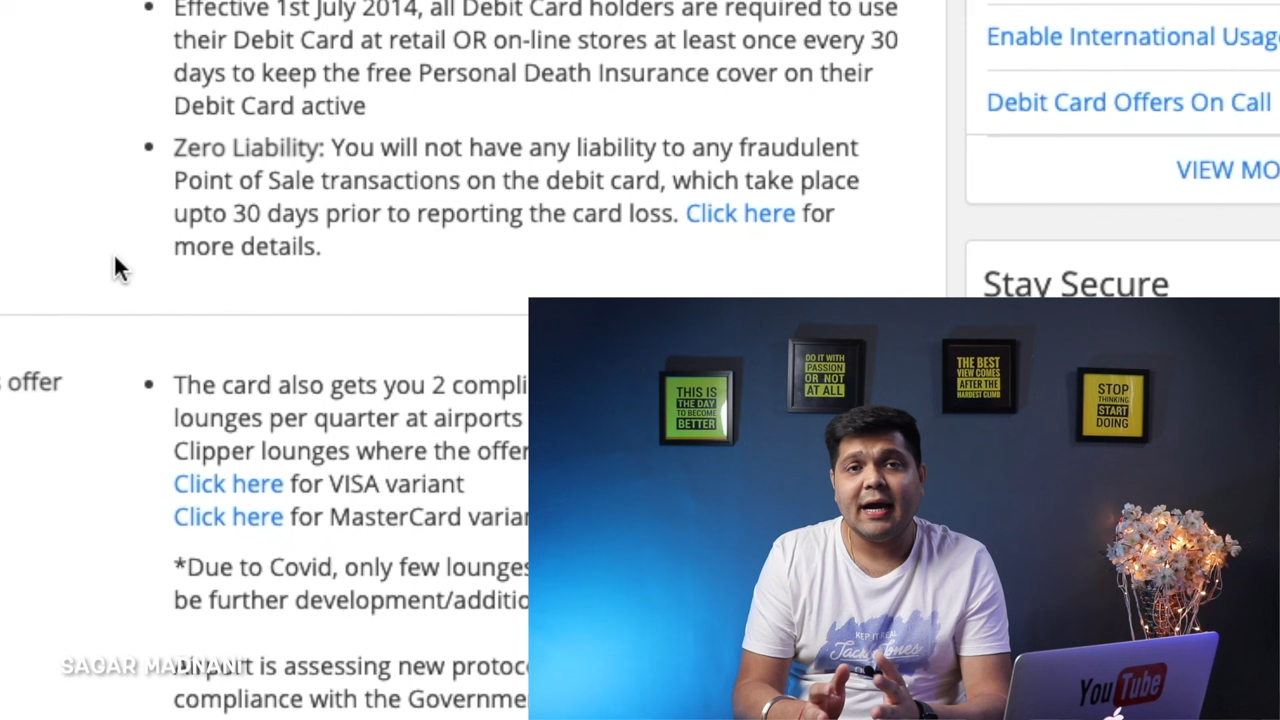 Effective 1st July 2014, all Debit Card holders are required to use
their Debit Card at retail OR on-line stores at least once every 30
days to keep the free Personal Death Insurance cover on their
Debit Card active
Zero Liability: You will not have any liability to any fraudulent
Point of Sale transactions on the debit card, which take place
upto 30 days prior to reporting the card loss. Click here for
more details.
Enable International Usag
Debit Card Offers On Call
VIEW MO
Stay Secure
s offer
The card also gets you 2 compli
lounges per quarter at airports
Clipper lounges where the offer
Click here for VISA variant
Click here for MasterCard varian
*Due to Covid, only few lounges
be further development/additio
is assessing new protoc
compliance with the Governme
SAGAR MADNANI
THIS IS
THE DAY
TO BECOME
BETTER
DO IT WITH
PASSION
OR NOT
AT ALL
THE BEST
VIEW COMES
AFTER THE
HARDEST CLIMB
STOP
THINKING
START
DOING
KEEP IT REAL
Jack Jones
YouTube